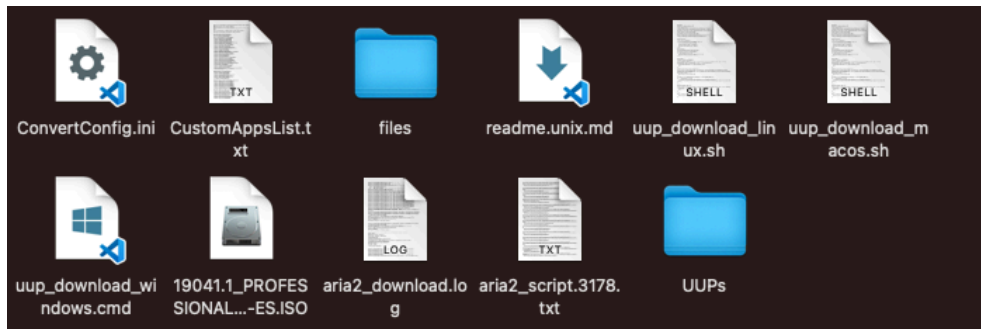 TXT
SHELL
SHELL
ConvertConfig.ini
CustomAppsList.t
xt
files
readme.unix.md
uup_download_lin
ux.sh
uup_download_m
acos.sh
LOG
TXT
uup_download_wi
ndows.cmd
19041.1_PROFES
SIONAL...-ES.ISO
aria2_download.lo
g
aria2_script.3178.
txt
UUPs